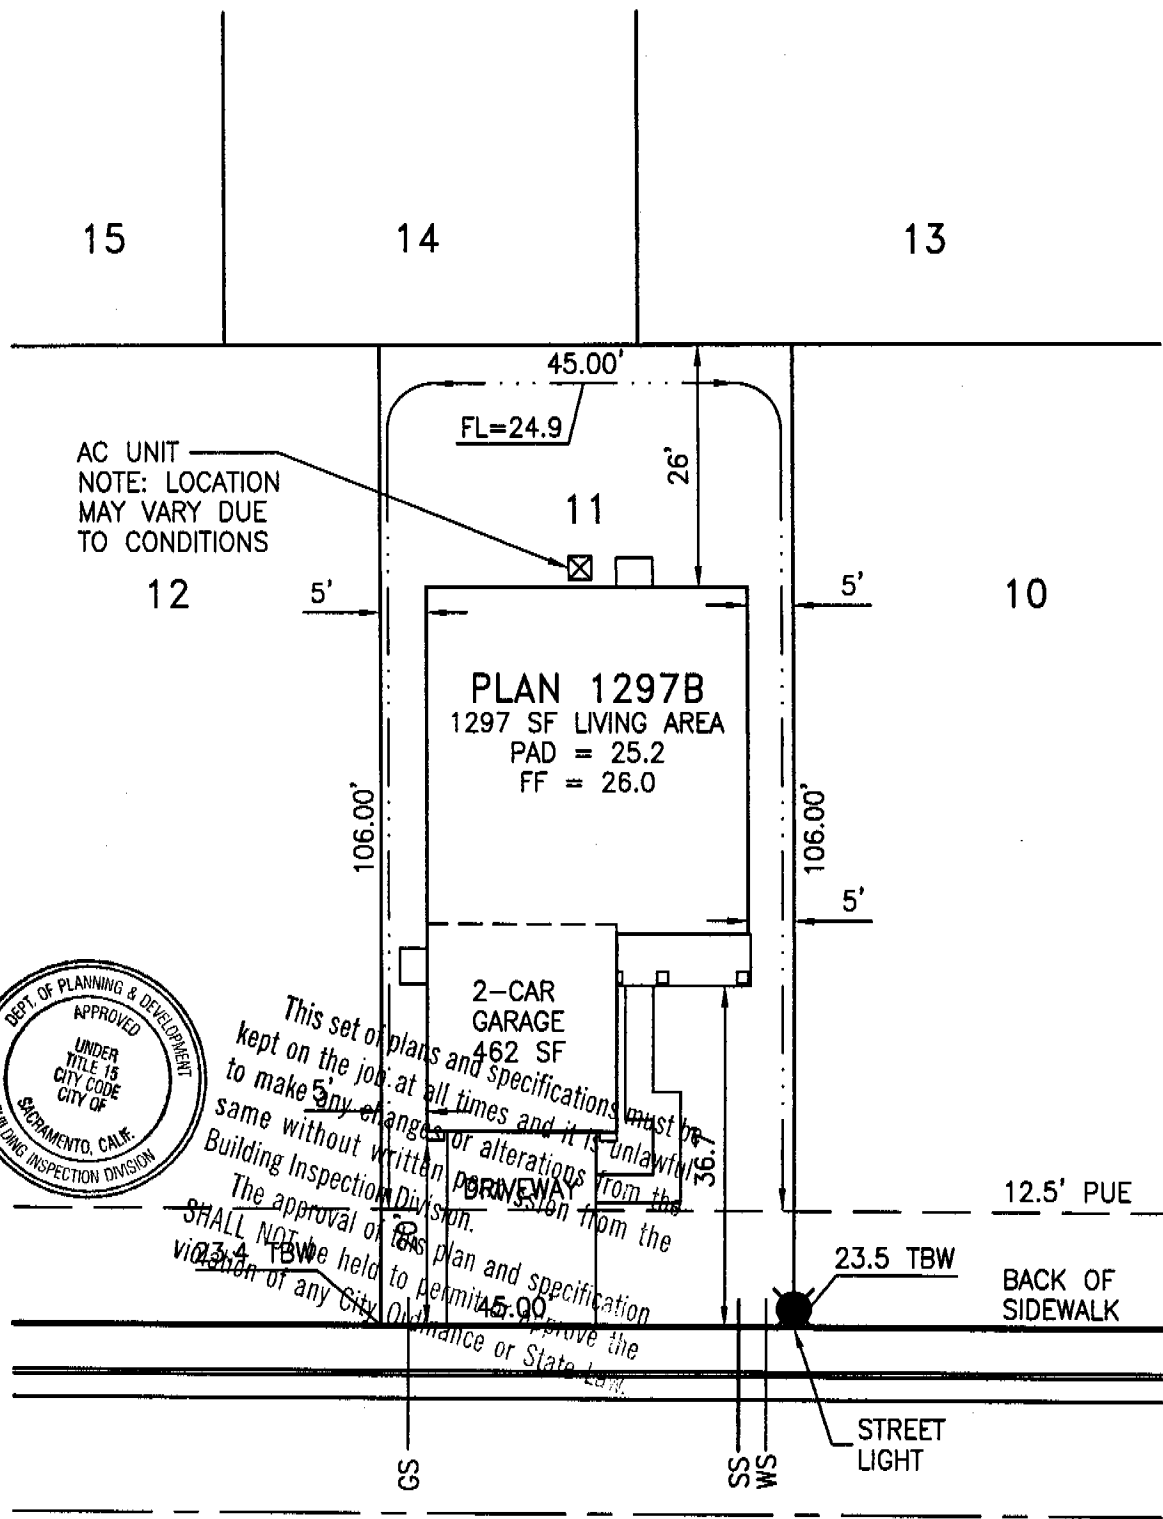 15
14
13
45.00'
FL=24.9
26'
AC UNIT
NOTE: LOCATION
MAY VARY DUE
TO CONDITIONS
11
12
5'
5'
10
PLAN 1297B
1297 SF LIVING AREA
PAD = 25.2
FF = 26.0
106.00'
106.00'
5'
2-CAR
GARAGE
462 SF
DEPT. OF PLANNING & DEVELOPMENT
APPROVED
UNDER
TITLE 15
CITY CODE
CITY OF
SACRAMENTO, CALIF.
BUILDING INSPECTION DIVISION
This set of plans and specifications must be
kept on the job at all times and it is unlawful
to make any changes or alterations from the
same without written permission from the
Building Inspection Division.
The approval of this plan and specification
SHALL NOT be held to permit or approve the
violation of any City Ordinance or State Law.
5'
36.7'
DRIVEWAY
12.5' PUE
23.4 TBW
23.5 TBW
BACK OF
SIDEWALK
45.00'
STREET
LIGHT
GS
SS
WS